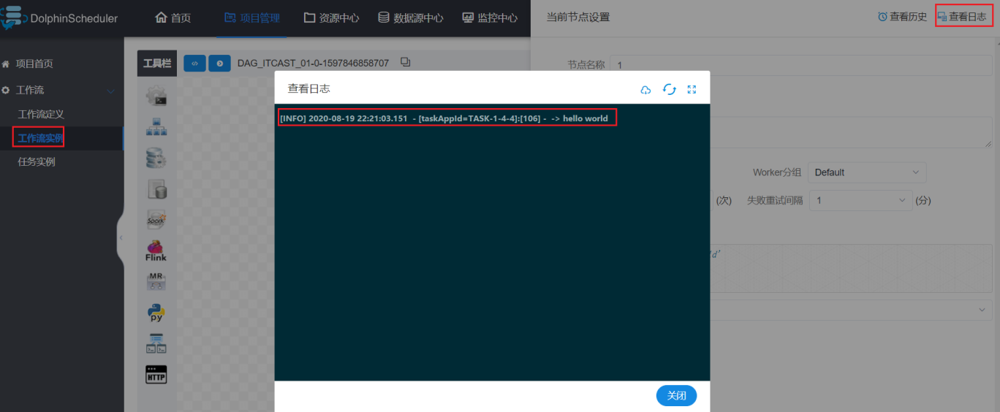 DolphinScheduler
首页
项目管理
资源中心
数据源中心
监控中心
当前节点设置
查看历史
查看日志
项目首页
工作流
工作流定义
工作流实例
任务实例
工具栏
DAG_ITCAST_01-0-1597846858707
节点名称
1
查看日志
[INFO] 2020-08-19 22:21:03.151 - [taskAppId=TASK-1-4-4]:[106] - -> hello world
Worker分组
Default
(次)
失败重试间隔
1
(分)
d'
Spark
Flink
MR
py
HTTP
关闭